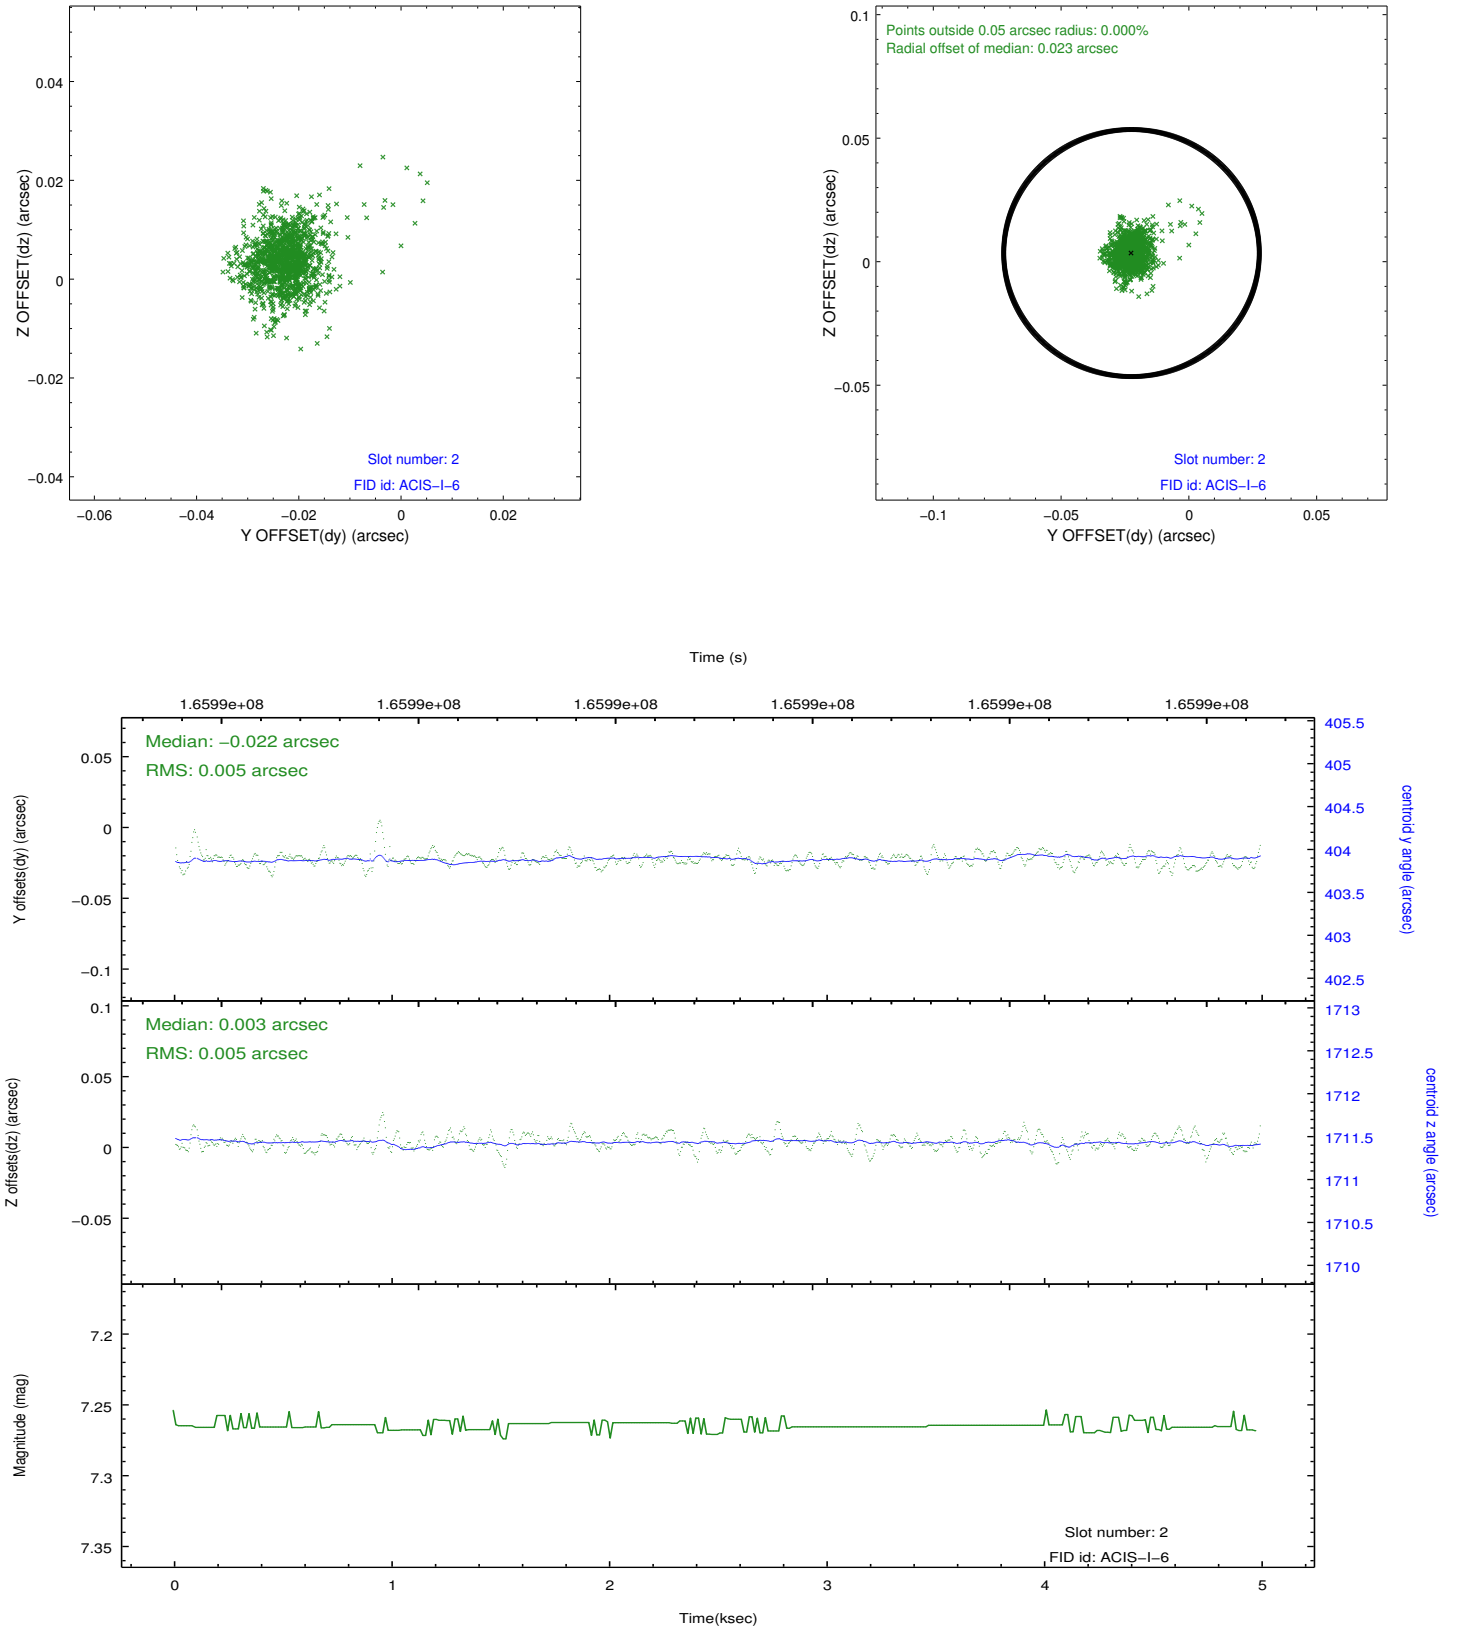 0.04
0.02
0
−0.02
−0.04
Z OFFSET(dz) (arcsec)
Slot number: 2
FID id: ACIS−I−6
−0.06
−0.04
−0.02
0
0.02
Y OFFSET(dy) (arcsec)
0.1
0.05
0
−0.05
Z OFFSET(dz) (arcsec)
Points outside 0.05 arcsec radius: 0.000%
Radial offset of median: 0.023 arcsec
Slot number: 2
FID id: ACIS−I−6
−0.1
−0.05
0
0.05
Y OFFSET(dy) (arcsec)
Time (s)
1.6599e+08
1.6599e+08
1.6599e+08
1.6599e+08
1.6599e+08
1.6599e+08
Median: −0.022 arcsec
RMS: 0.005 arcsec
0.05
0
−0.05
−0.1
Y offsets(dy) (arcsec)
405.5
405
404.5
404
403.5
403
402.5
centroid y angle (arcsec)
Median: 0.003 arcsec
RMS: 0.005 arcsec
0.1
0.05
0
−0.05
Z offsets(dz) (arcsec)
1713
1712.5
1712
1711.5
1711
1710.5
1710
centroid z angle (arcsec)
7.2
7.25
7.3
7.35
Magnitude (mag)
Slot number: 2
FID id: ACIS−I−6
0
1
2
3
4
5
Time(ksec)